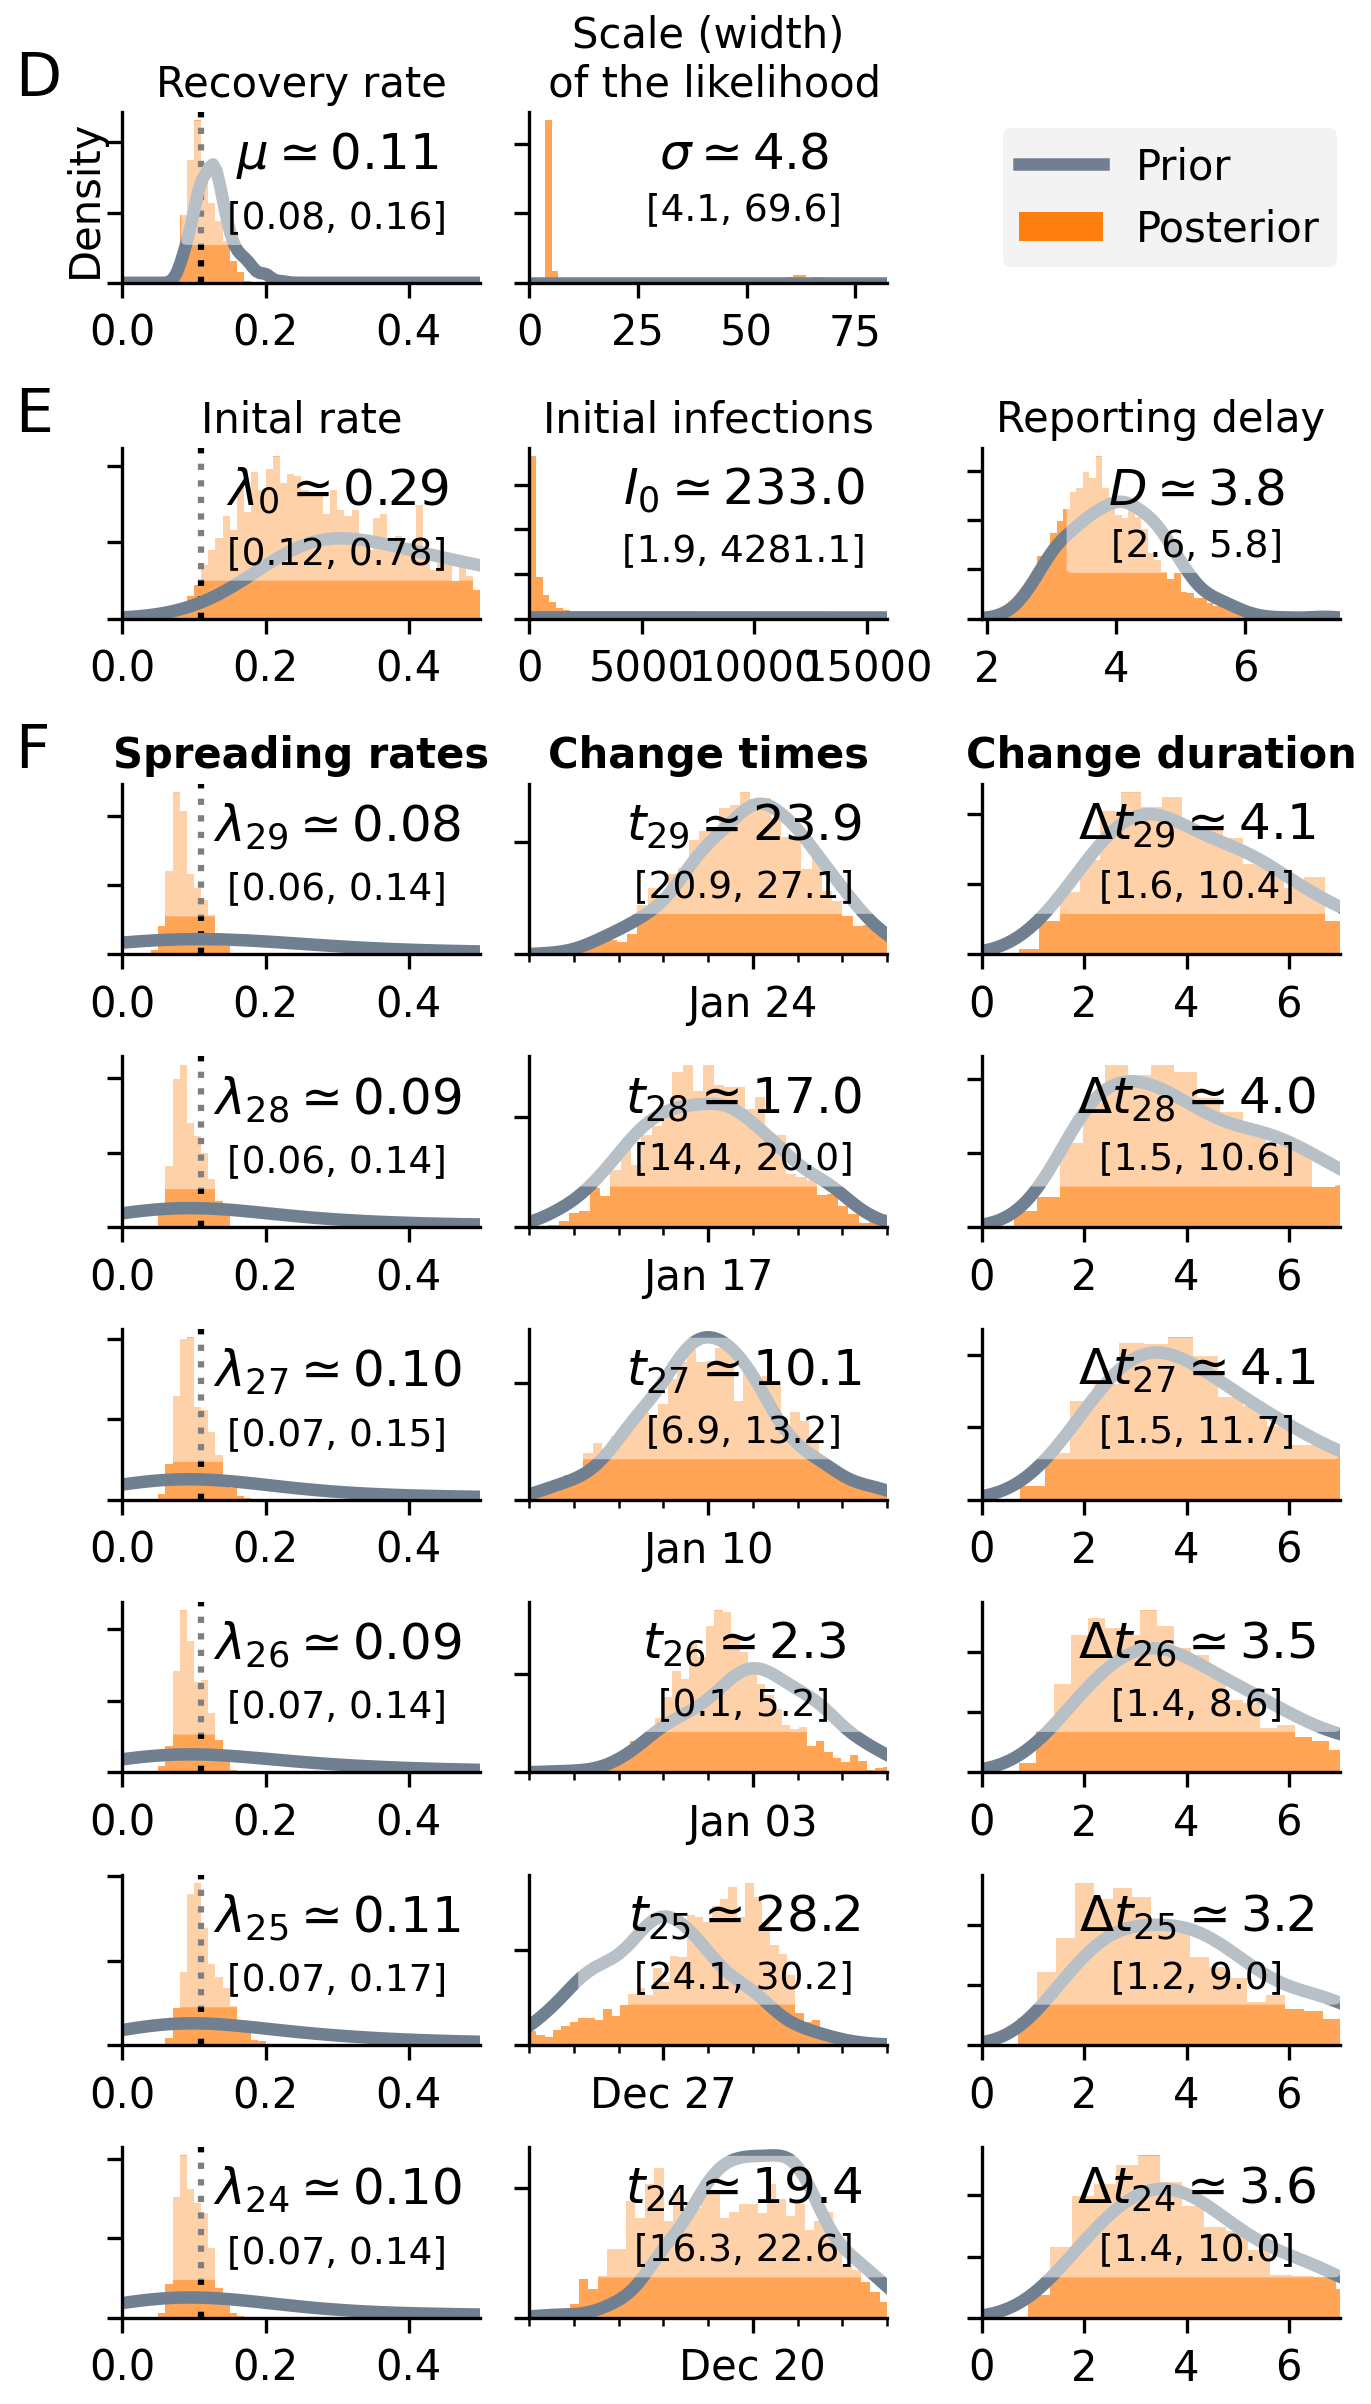 D
Recovery rate
Scale (width)
of the likelihood
Density
μ ≃ 0.11
[0.08, 0.16]
σ ≃ 4.8
[4.1, 69.6]
Prior
Posterior
0.0 0.2 0.4
0 25 50 75
E
Inital rate
Initial infections
Reporting delay
λ0 ≃ 0.29
[0.12, 0.78]
I0 ≃ 233.0
[1.9, 4281.1]
D ≃ 3.8
[2.6, 5.8]
0.0 0.2 0.4
0 5000 10000 15000
2 4 6
F
Spreading rates
Change times
Change duration
λ29 ≃ 0.08
[0.06, 0.14]
t29 ≃ 23.9
[20.9, 27.1]
Δt29 ≃ 4.1
[1.6, 10.4]
0.0 0.2 0.4
Jan 24
0 2 4 6
λ28 ≃ 0.09
[0.06, 0.14]
t28 ≃ 17.0
[14.4, 20.0]
Δt28 ≃ 4.0
[1.5, 10.6]
0.0 0.2 0.4
Jan 17
0 2 4 6
λ27 ≃ 0.10
[0.07, 0.15]
t27 ≃ 10.1
[6.9, 13.2]
Δt27 ≃ 4.1
[1.5, 11.7]
0.0 0.2 0.4
Jan 10
0 2 4 6
λ26 ≃ 0.09
[0.07, 0.14]
t26 ≃ 2.3
[0.1, 5.2]
Δt26 ≃ 3.5
[1.4, 8.6]
0.0 0.2 0.4
Jan 03
0 2 4 6
λ25 ≃ 0.11
[0.07, 0.17]
t25 ≃ 28.2
[24.1, 30.2]
Δt25 ≃ 3.2
[1.2, 9.0]
0.0 0.2 0.4
Dec 27
0 2 4 6
λ24 ≃ 0.10
[0.07, 0.14]
t24 ≃ 19.4
[16.3, 22.6]
Δt24 ≃ 3.6
[1.4, 10.0]
0.0 0.2 0.4
Dec 20
0 2 4 6